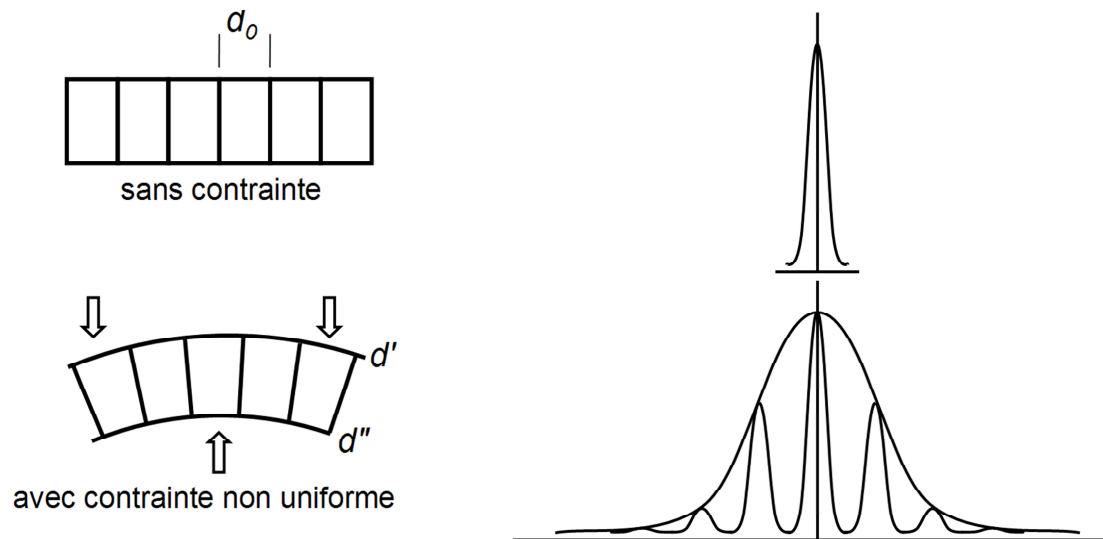 d₀
sans contrainte
d'
d"
avec contrainte non uniforme